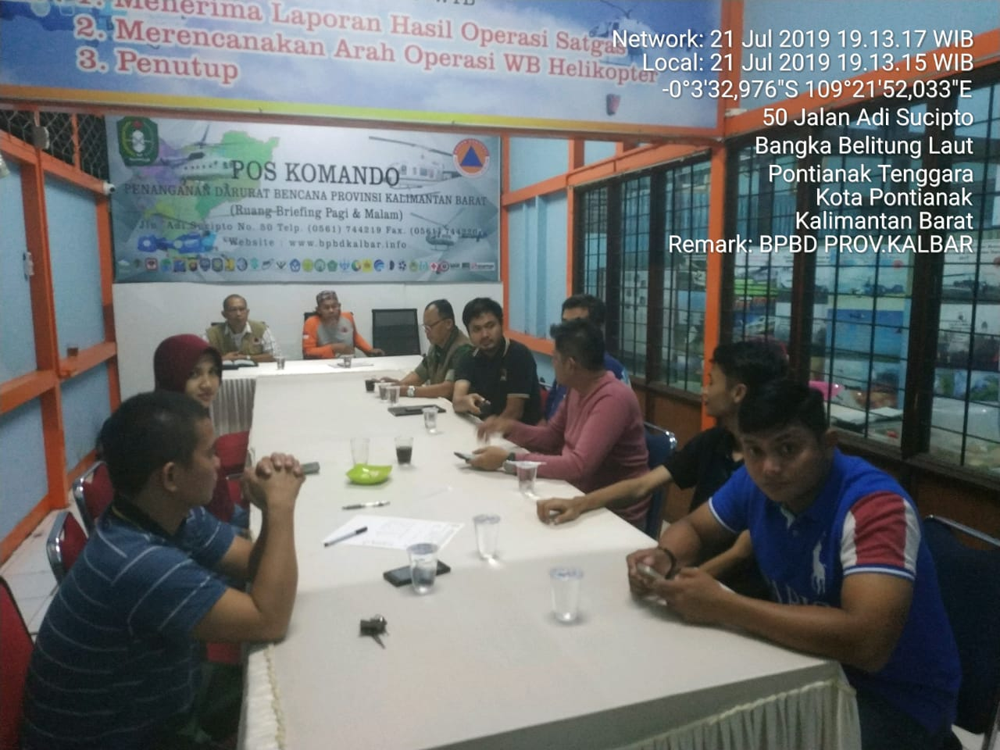 1. Menerima Laporan Hasil Operasi Satgas
2. Merencanakan Arah Operasi WB Helikopter
3. Penutup
Network: 21 Jul 2019 19.13.17 WIB
Local: 21 Jul 2019 19.13.15 WIB
-0°3'32,976"S 109°21'52,033"E
50 Jalan Adi Sucipto
Bangka Belitung Laut
Pontianak Tenggara
Kota Pontianak
Kalimantan Barat
Remark: BPBD PROV.KALBAR
POS KOMANDO
PENANGANAN DARURAT BENCANA PROVINSI KALIMANTAN BARAT
(Ruang Briefing Pagi & Malam)
Jln. Adi Sucipto No. 50 Telp. (0561) 744219 Fax. (0561) 744220
Website : www.bpbdkalbar.info